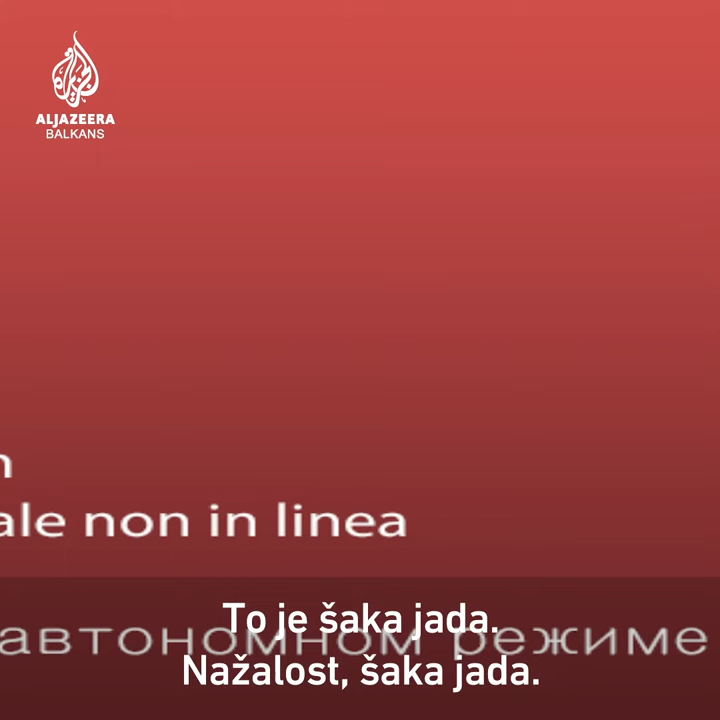 ALJAZEERA
BALKANS
n
ale non in linea
автономном режиме
To je šaka jada.
Nažalost, šaka jada.